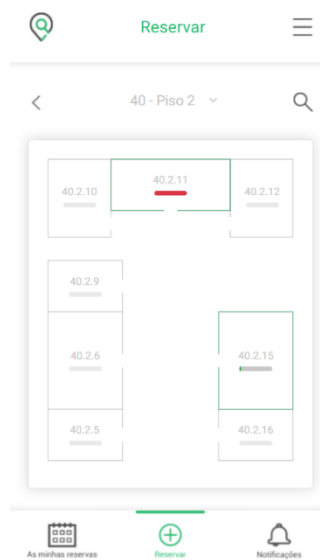 Reservar
40 - Piso 2
40.2.11
40.2.10
40.2.12
40.2.9
40.2.6
40.2.15
40.2.5
40.2.16
As minhas reservas
Reservar
Notificações